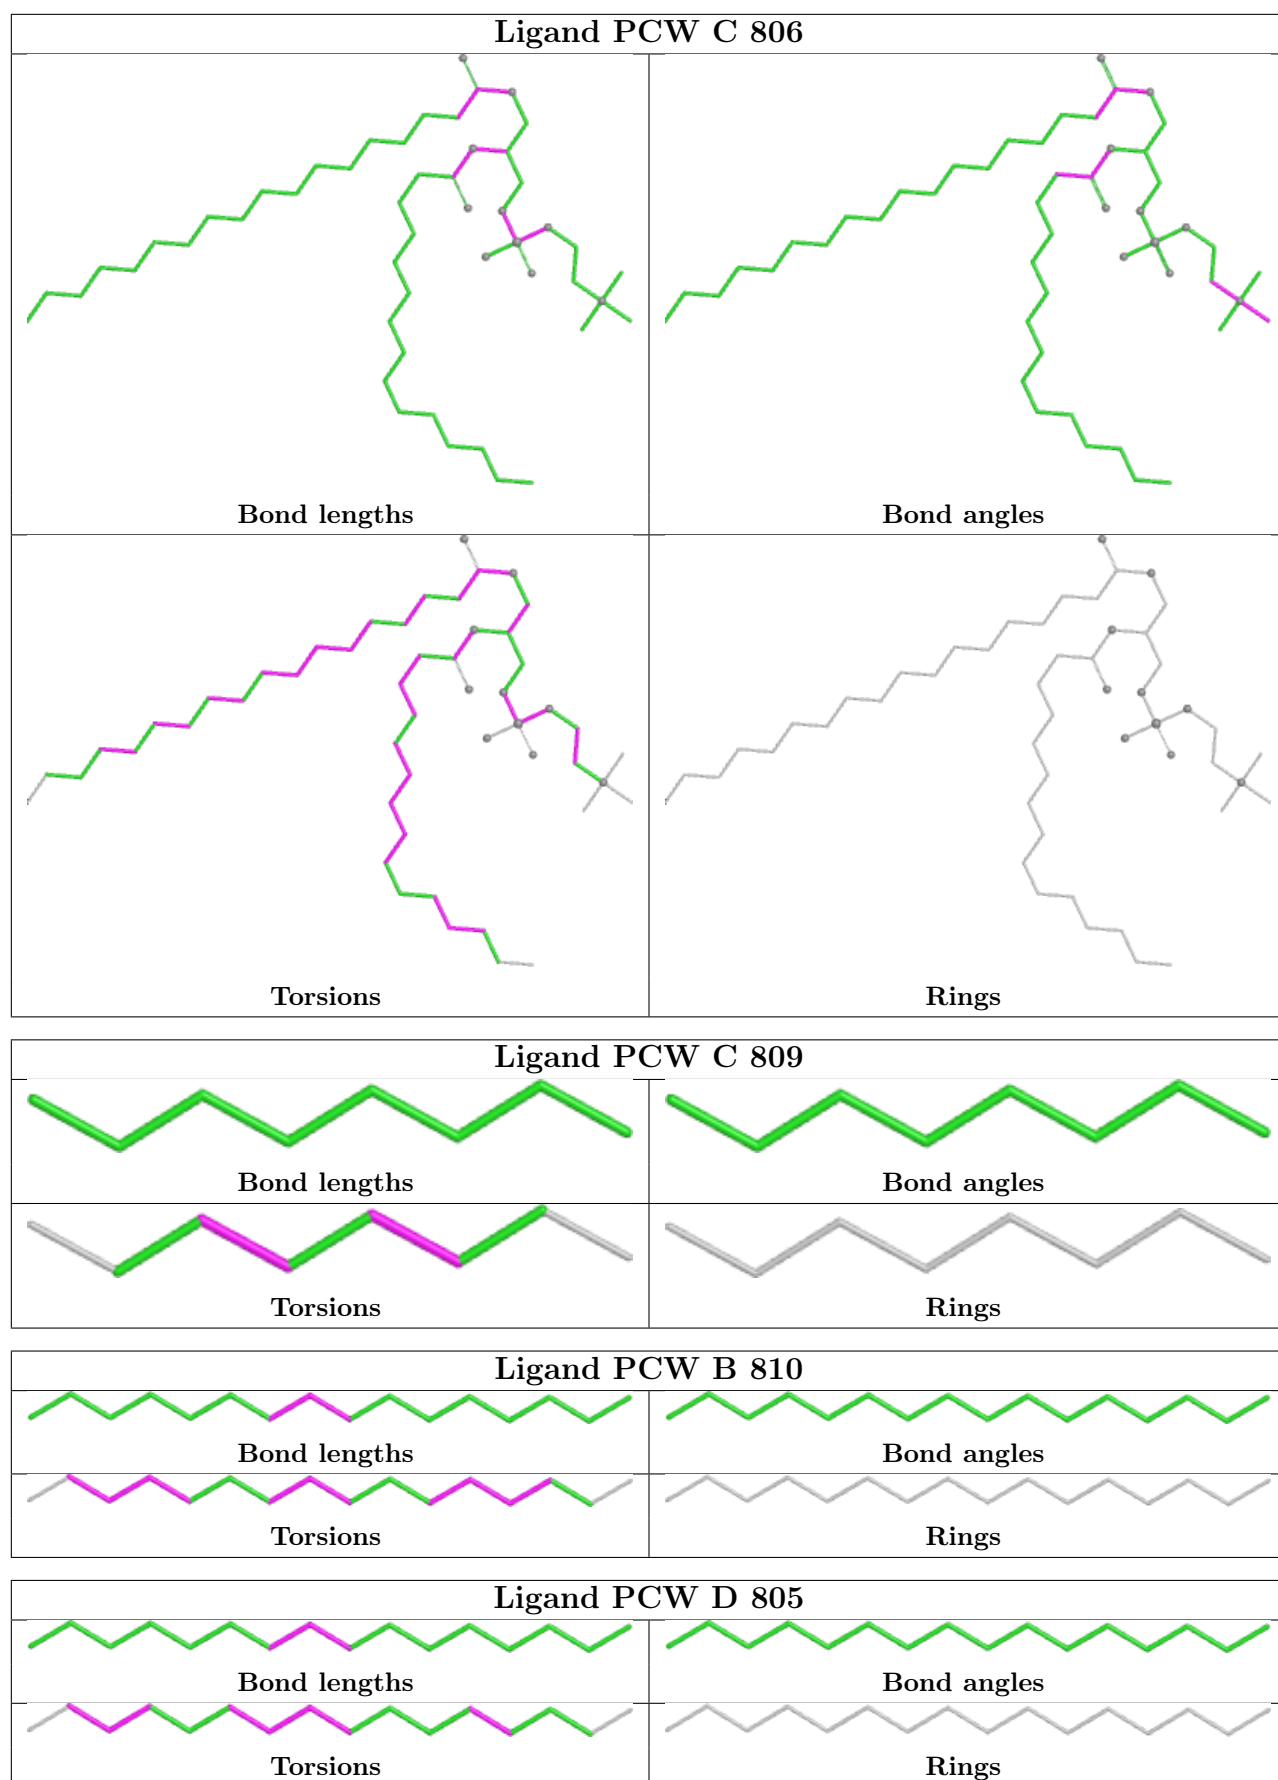 Ligand PCW C 806
Bond lengths
Bond angles
Torsions
Rings
Ligand PCW C 809
Bond lengths
Bond angles
Torsions
Rings
Ligand PCW B 810
Bond lengths
Bond angles
Torsions
Rings
Ligand PCW D 805
Bond lengths
Bond angles
Torsions
Rings